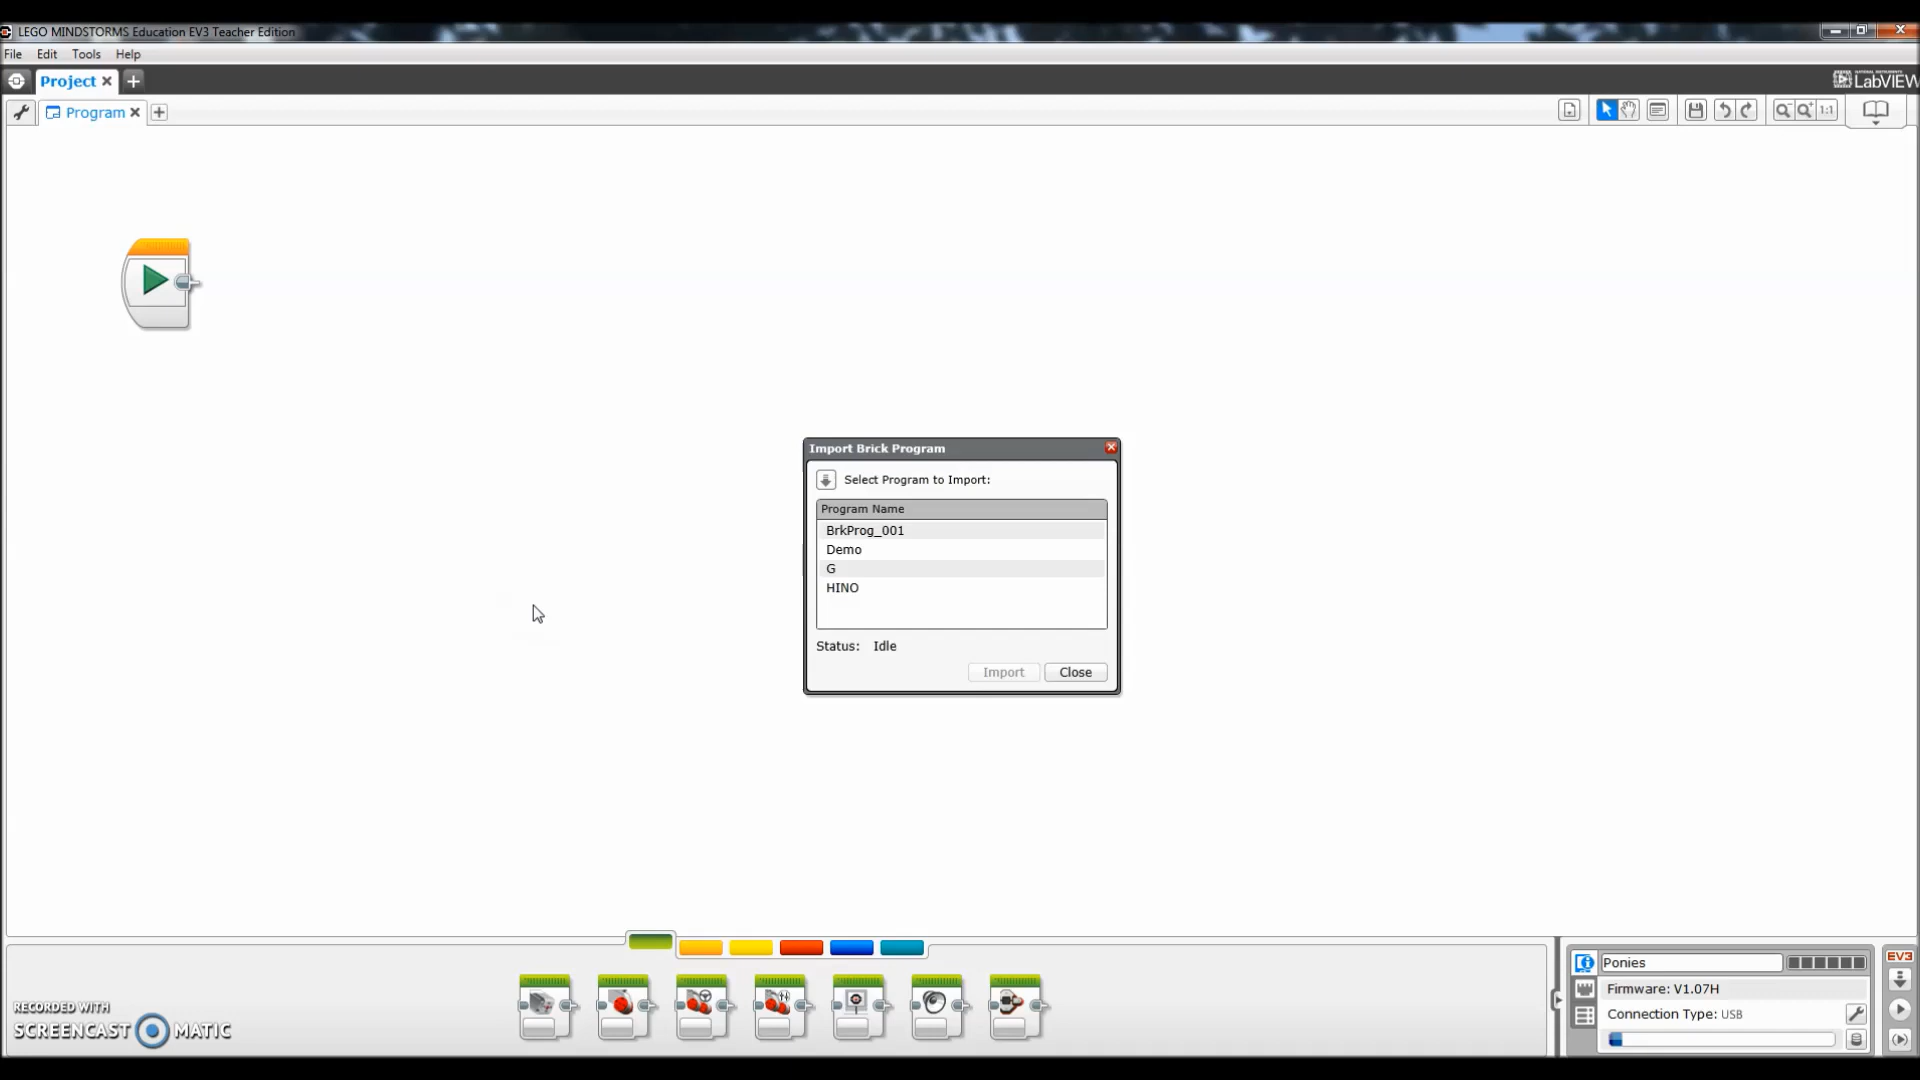 LEGO MINDSTORMS Education EV3 Teacher Edition
File Edit Tools Help
Project
LabVIEW
Program
1:1
Import Brick Program
Select Program to Import:
Program Name
BrkProg_001
Demo
G
HINO
Status: Idle
Import Close
Ponies
EV3
Firmware: V1.07H
Connection Type: USB
RECORDED WITH
SCREENCAST MATIC